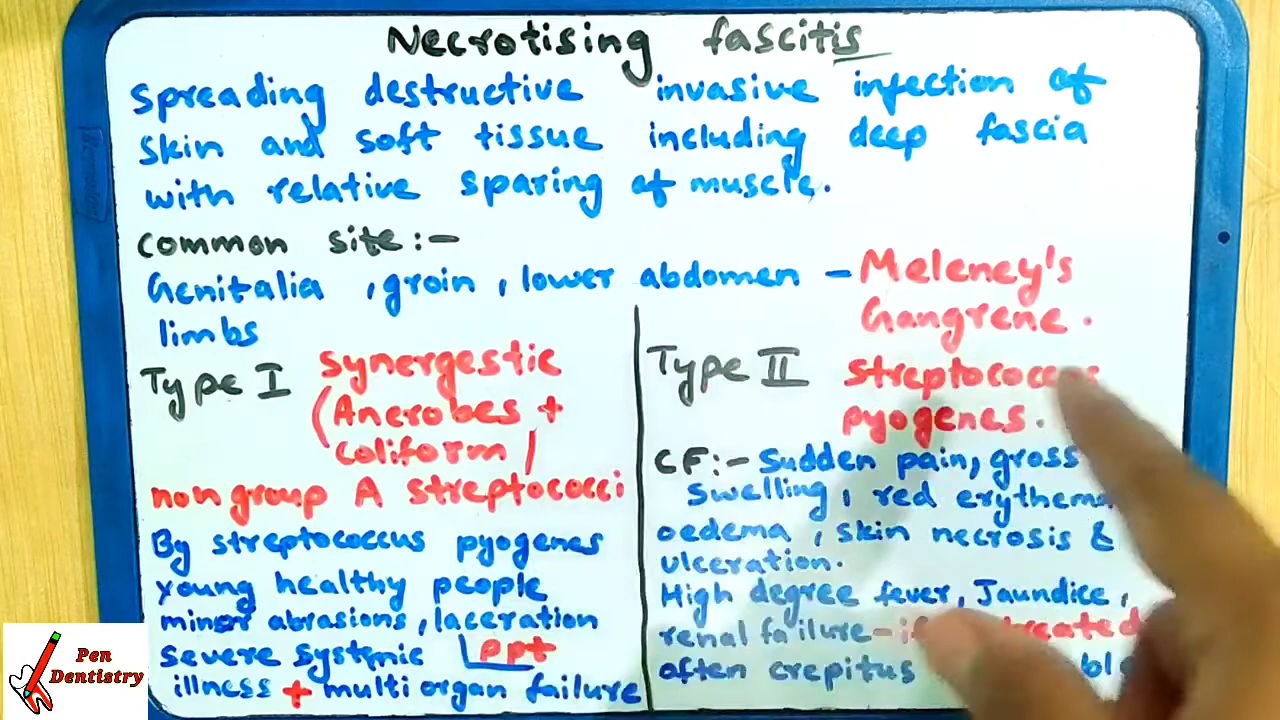 Necrotising fascitis
spreading destructive invasive infection of
skin and soft tissue including deep fascia
with relative sparing of muscle.
common site:-
Genitalia, groin, lower abdomen - Meleney's
Gangrene.
limbs
Type I synergestic
(Anerobes +
coliform)
non group A streptococci
By streptococcus pyogenes
young healthy people
minor abrasions, laceration
severe systmic ppt
illness + multi organ failure
Type II streptococcus
pyogenes.
CF:- Sudden pain, gross
swelling, red erythema
oedema, skin necrosis &
ulceration.
High degree fever, Jaundice,
renal failure -
often crepitus
Pen
Dentistry